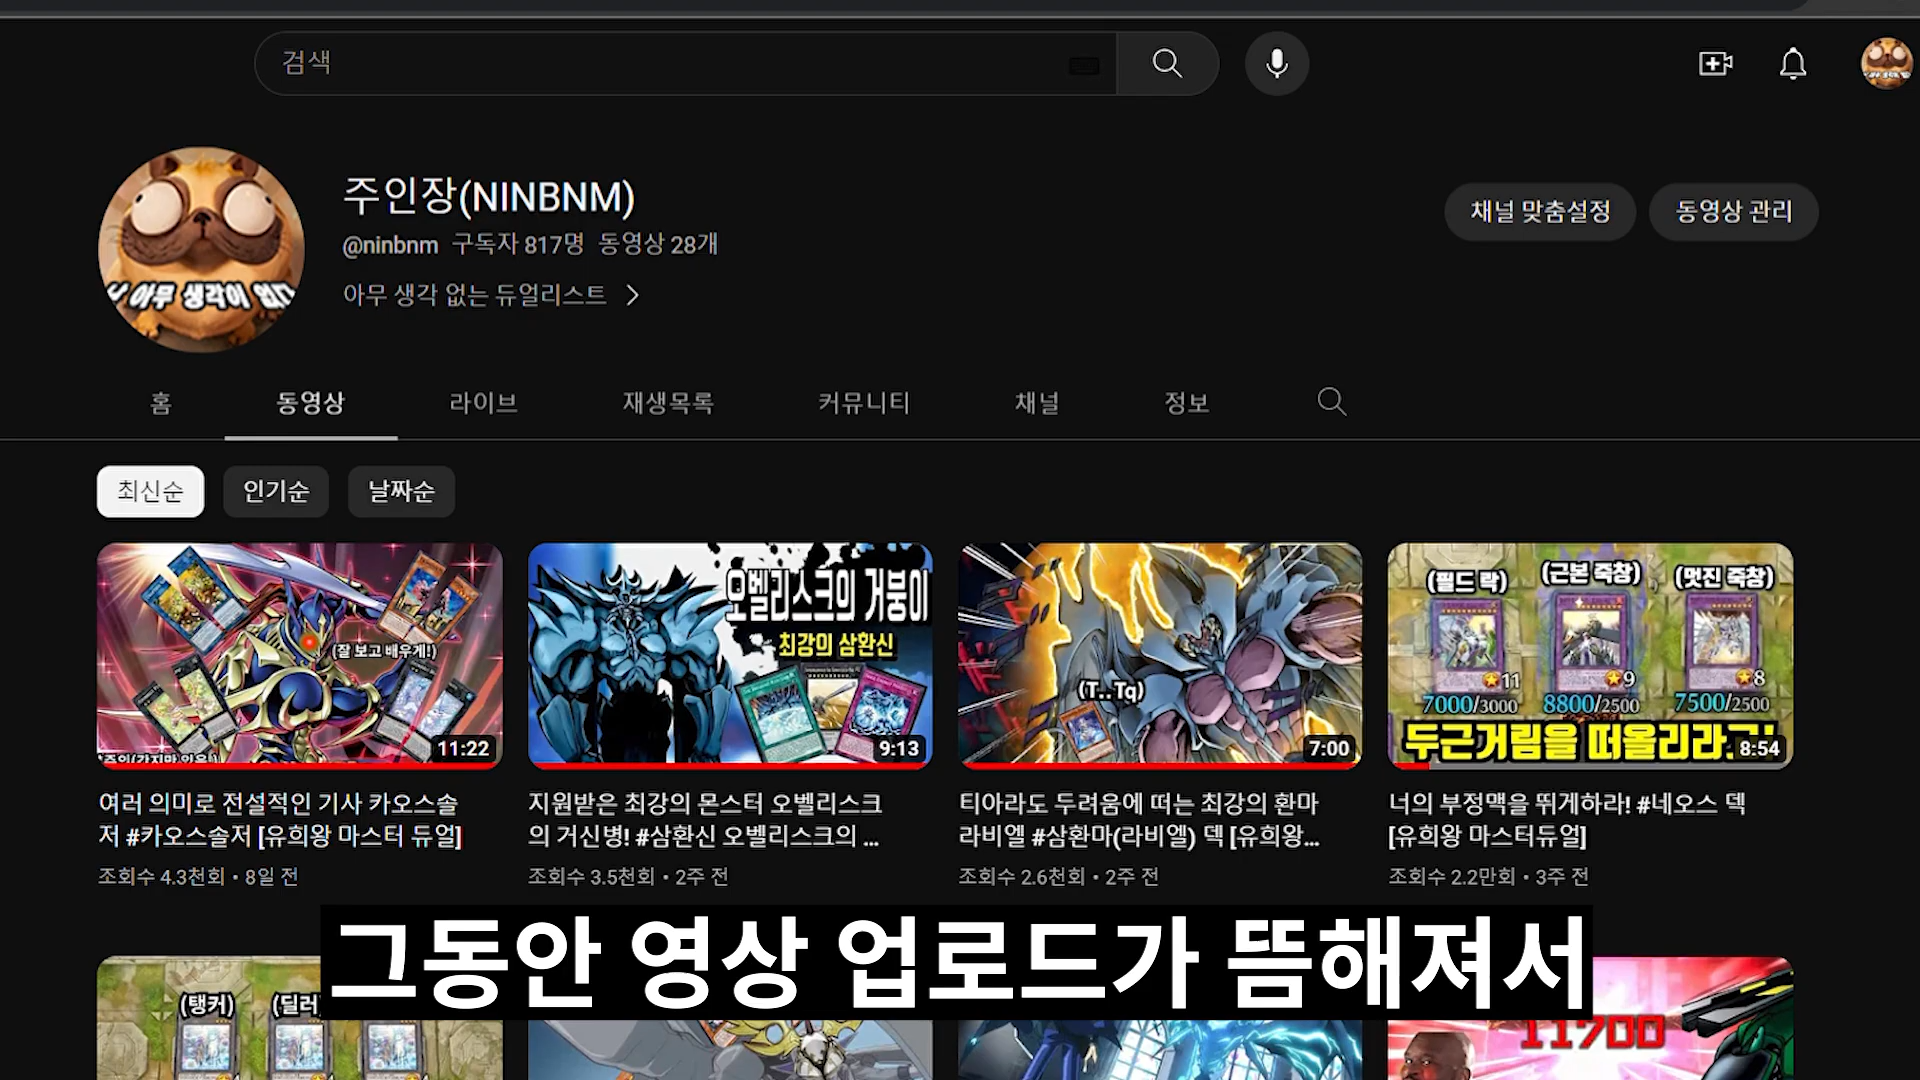 검색
주인장(NINBNM)
@ninbnm 구독자 817명 동영상 28개
아무 생각 없는 듀얼리스트
채널 맞춤설정
동영상 관리
아무 생각이 없다
홈
동영상
라이브
재생목록
커뮤니티
채널
정보
최신순
인기순
날짜순
(잘 보고 배우게!)
11:22
오벨리스크의 거붕이
최강의 삼환신
9:13
(T..Tq)
7:00
(필드 락)
(근본 죽창)
(멋진 죽창)
11
9
8
7000/3000
8800/2500
7500/2500
두근거림을 떠올리라고!
8:54
여러 의미로 전설적인 기사 카오스솔
저 #카오스솔저 [유희왕 마스터 듀얼]
조회수 4.3천회 • 8일 전
지원받은 최강의 몬스터 오벨리스크
의 거신병! #삼환신 오벨리스크의 ...
조회수 3.5천회 • 2주 전
티아라도 두려움에 떠는 최강의 환마
라비엘 #삼환마(라비엘) 덱 [유희왕...
조회수 2.6천회 • 2주 전
너의 부정맥을 뛰게하라! #네오스 덱
[유희왕 마스터듀얼]
조회수 2.2만회 • 3주 전
그동안 영상 업로드가 뜸해져서
(탱커)
(딜러)
11700